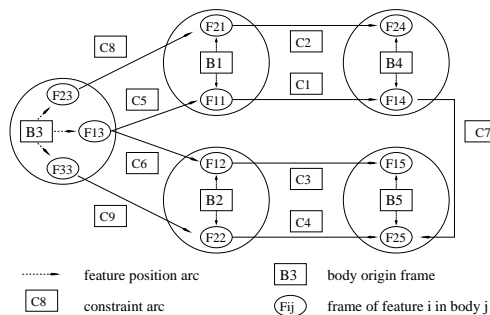 F21 C2 F24
C8
B1 B4
F23 C5 F11 C1 F14
B3 F13 C7
C6 F12 C3 F15
F33
B2 B5
C9 F22 C4 F25
feature position arc B3 body origin frame
C8 constraint arc Fij frame of feature i in body j